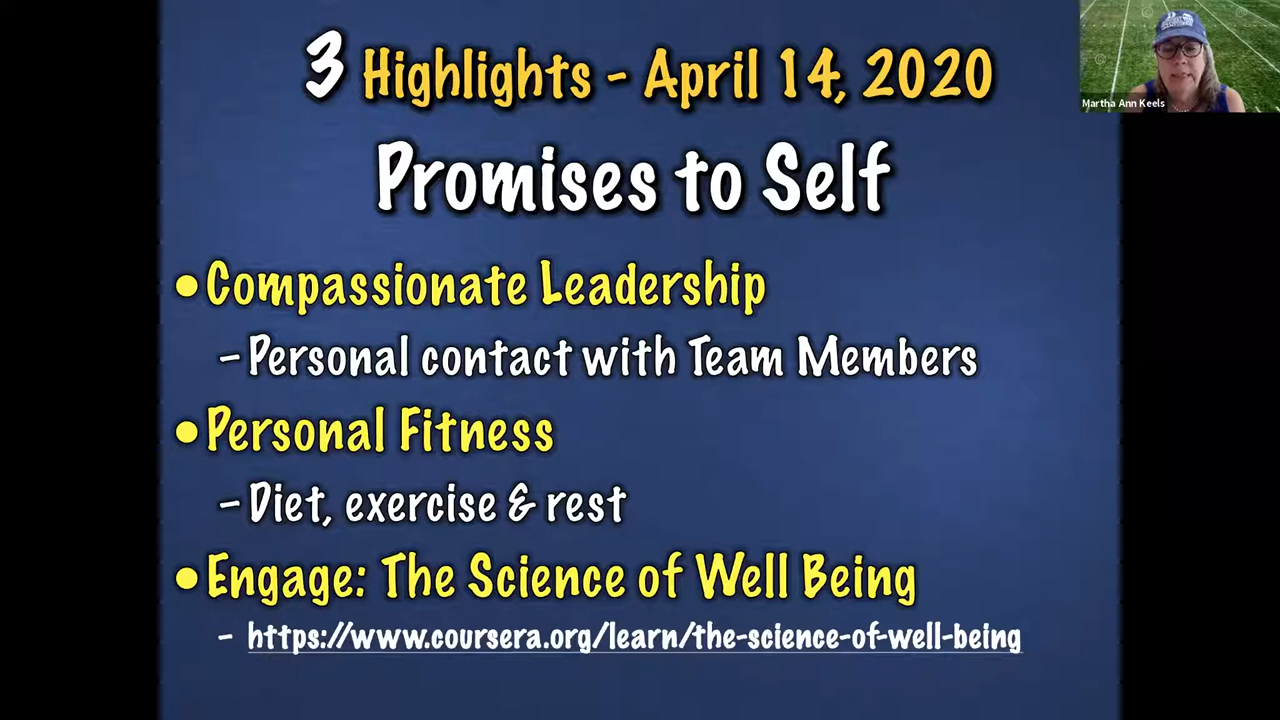 3 Highlights - April 14, 2020
Martha Ann Keels
Promises to Self
•Compassionate Leadership
–Personal contact with Team Members
•Personal Fitness
–Diet, exercise & rest
•Engage: The Science of Well Being
– https://www.coursera.org/learn/the-science-of-well-being